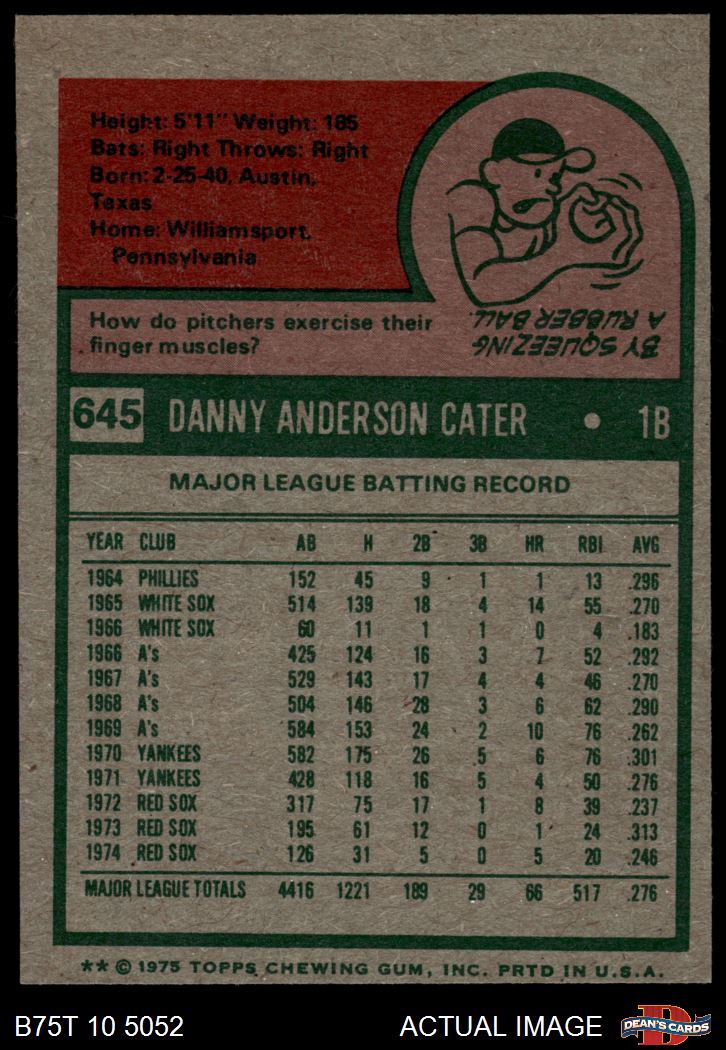 Height: 5'11" Weight: 185
Bats: Right Throws: Right
Born: 2-25-40, Austin,
Texas
Home: Williamsport,
Pennsylvania
How do pitchers exercise their
finger muscles?
BY SQUEEZING
A RUBBER BALL.
645 DANNY ANDERSON CATER • 1B
MAJOR LEAGUE BATTING RECORD
YEAR CLUB AB H 2B 3B HR RBI AVG
1964 PHILLIES 152 45 9 1 1 13 .296
1965 WHITE SOX 514 139 18 4 14 55 .270
1966 WHITE SOX 60 11 1 1 0 4 .183
1966 A's 425 124 16 3 7 52 .292
1967 A's 529 143 17 4 4 46 .270
1968 A's 504 146 28 3 6 62 .290
1969 A's 584 153 24 2 10 76 .262
1970 YANKEES 582 175 26 5 6 76 .301
1971 YANKEES 428 118 16 5 4 50 .276
1972 RED SOX 317 75 17 1 8 39 .237
1973 RED SOX 195 61 12 0 1 24 .313
1974 RED SOX 126 31 5 0 5 20 .246
MAJOR LEAGUE TOTALS 4416 1221 189 29 66 517 .276
** © 1975 TOPPS CHEWING GUM, INC. PRTD IN U.S.A.
B75T 10 5052 ACTUAL IMAGE DEAN'S CARDS